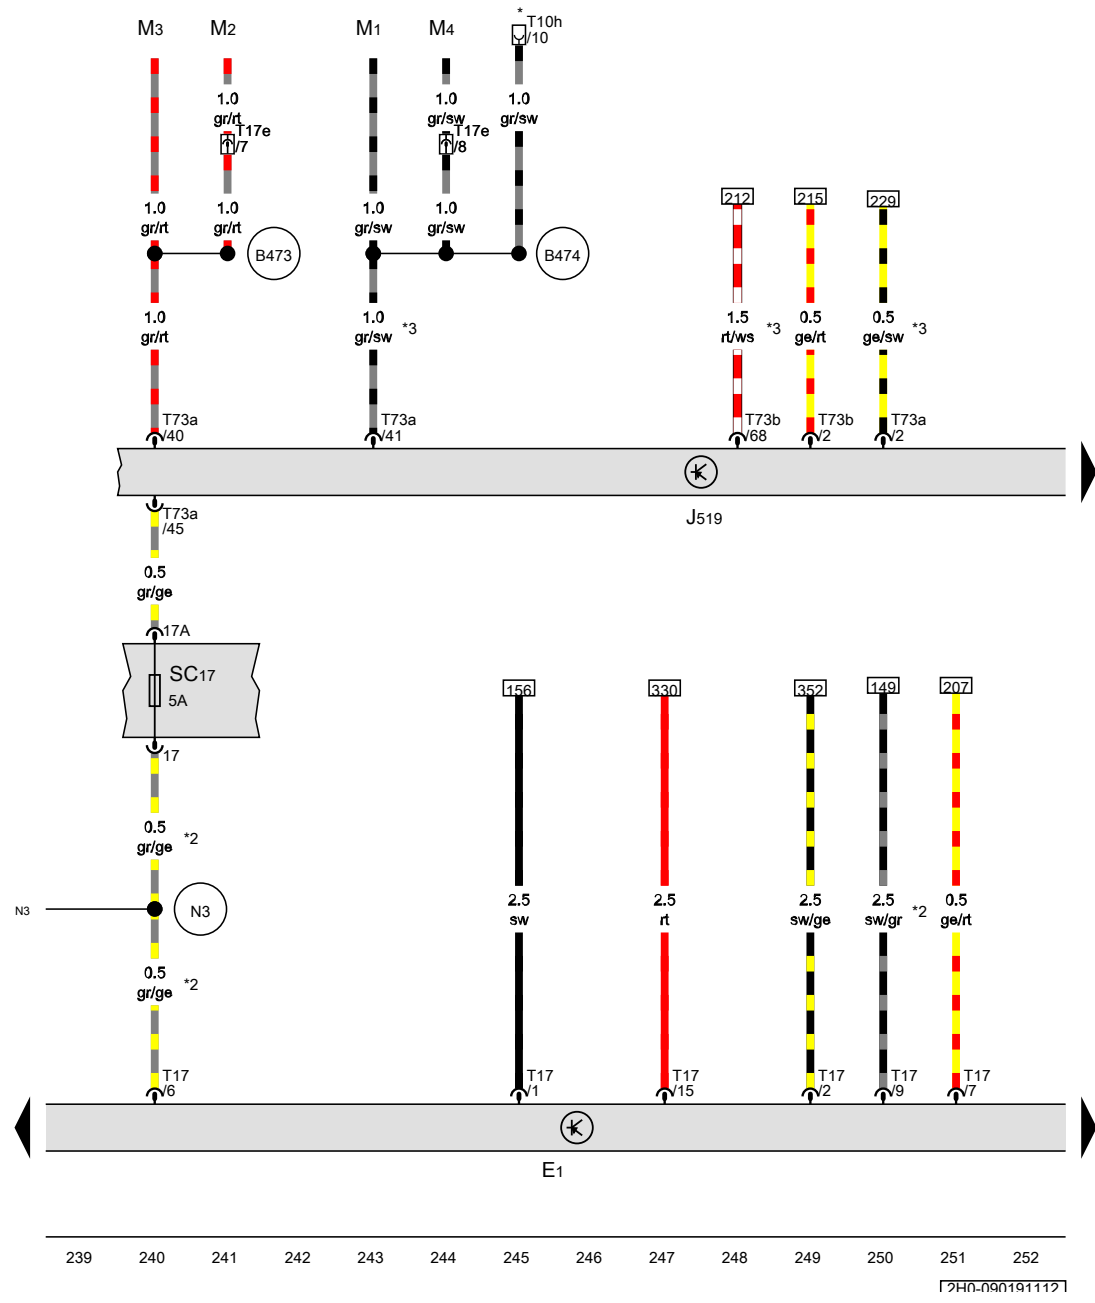 *
M3 M2 M1 M4 T10h
/10
1.0 1.0 1.0
gr/rt gr/sw gr/sw
T17e T17e
/7 /8
212 215 229
1.0 1.0 1.0 1.0
gr/rt gr/rt gr/sw gr/sw
B473 B474
1.0 1.0 1.5 0.5 0.5
gr/rt gr/sw *3 rt/ws *3 ge/rt ge/sw *3
T73a T73a T73b T73b T73a
/40 /41 /68 /2 /2
J519
T73a
/45
0.5
gr/ge
17A
SC17
5A
156 330 352 149 207
17
0.5
gr/ge *2
2.5 2.5 2.5 2.5 0.5
sw rt sw/ge sw/gr *2 ge/rt
N3 N3
0.5
gr/ge *2
T17 T17 T17 T17 T17 T17
/6 /1 /15 /2 /9 /7
E1
239 240 241 242 243 244 245 246 247 248 249 250 251 252
2H0-090191112